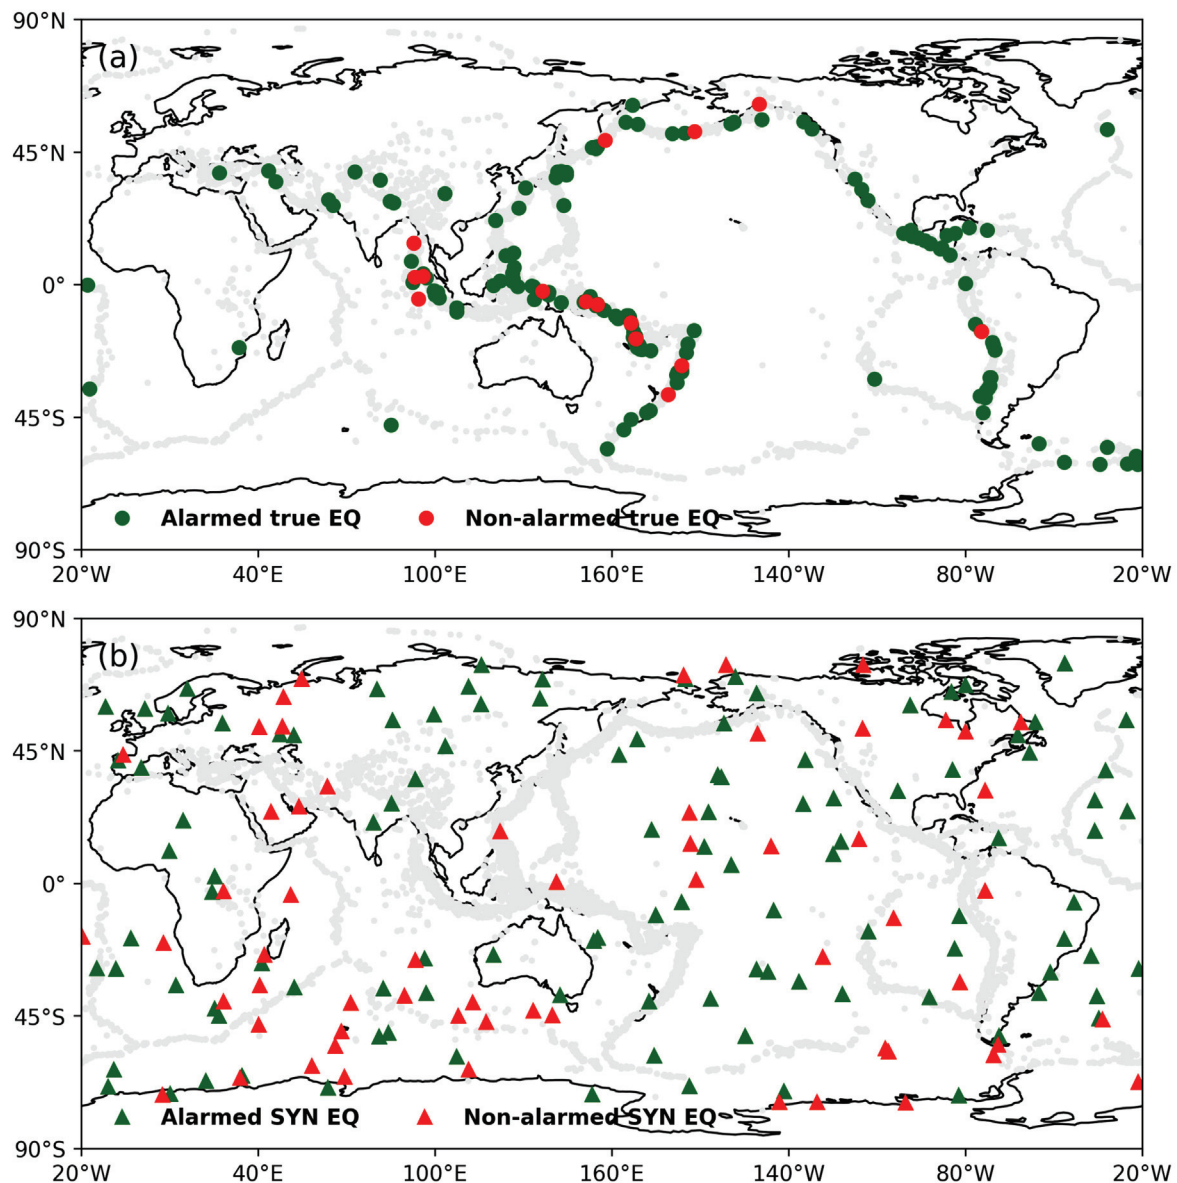 90°N
(a)
45°N
0°
45°S
Alarmed true EQ Non-alarmed true EQ
90°S
20°W 40°E 100°E 160°E 140°W 80°W 20°W
90°N
(b)
45°N
0°
45°S
Alarmed SYN EQ Non-alarmed SYN EQ
90°S
20°W 40°E 100°E 160°E 140°W 80°W 20°W